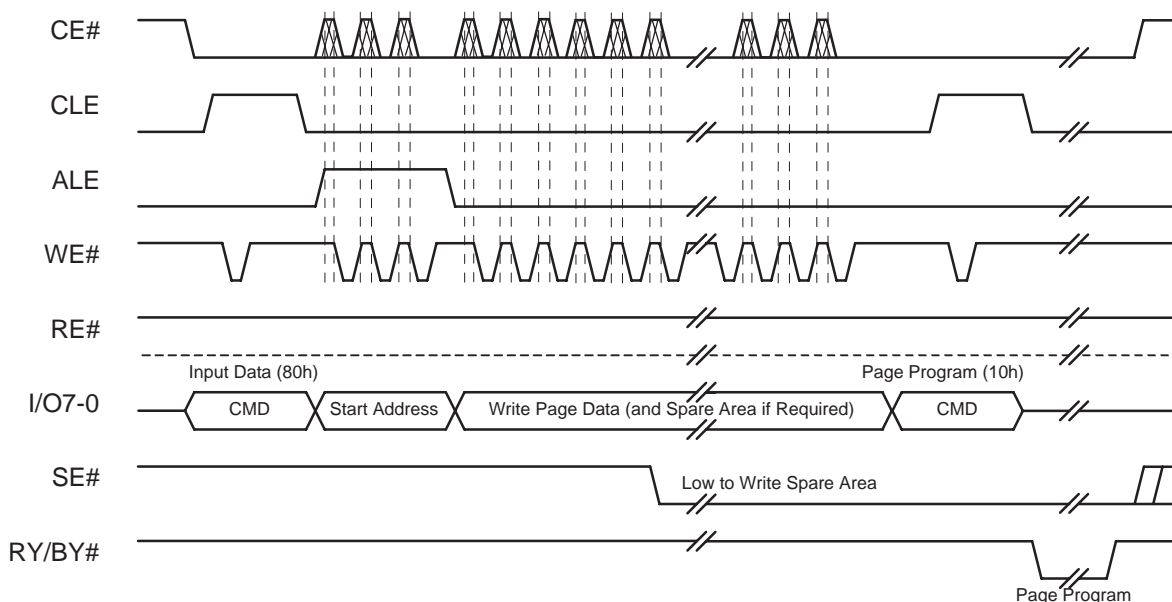 CE#
CLE
ALE
WE#
RE#
Input Data (80h)
Page Program (10h)
I/O7-0
CMD
Start Address
Write Page Data (and Spare Area if Required)
CMD
SE#
Low to Write Spare Area
RY/BY#
Page Program